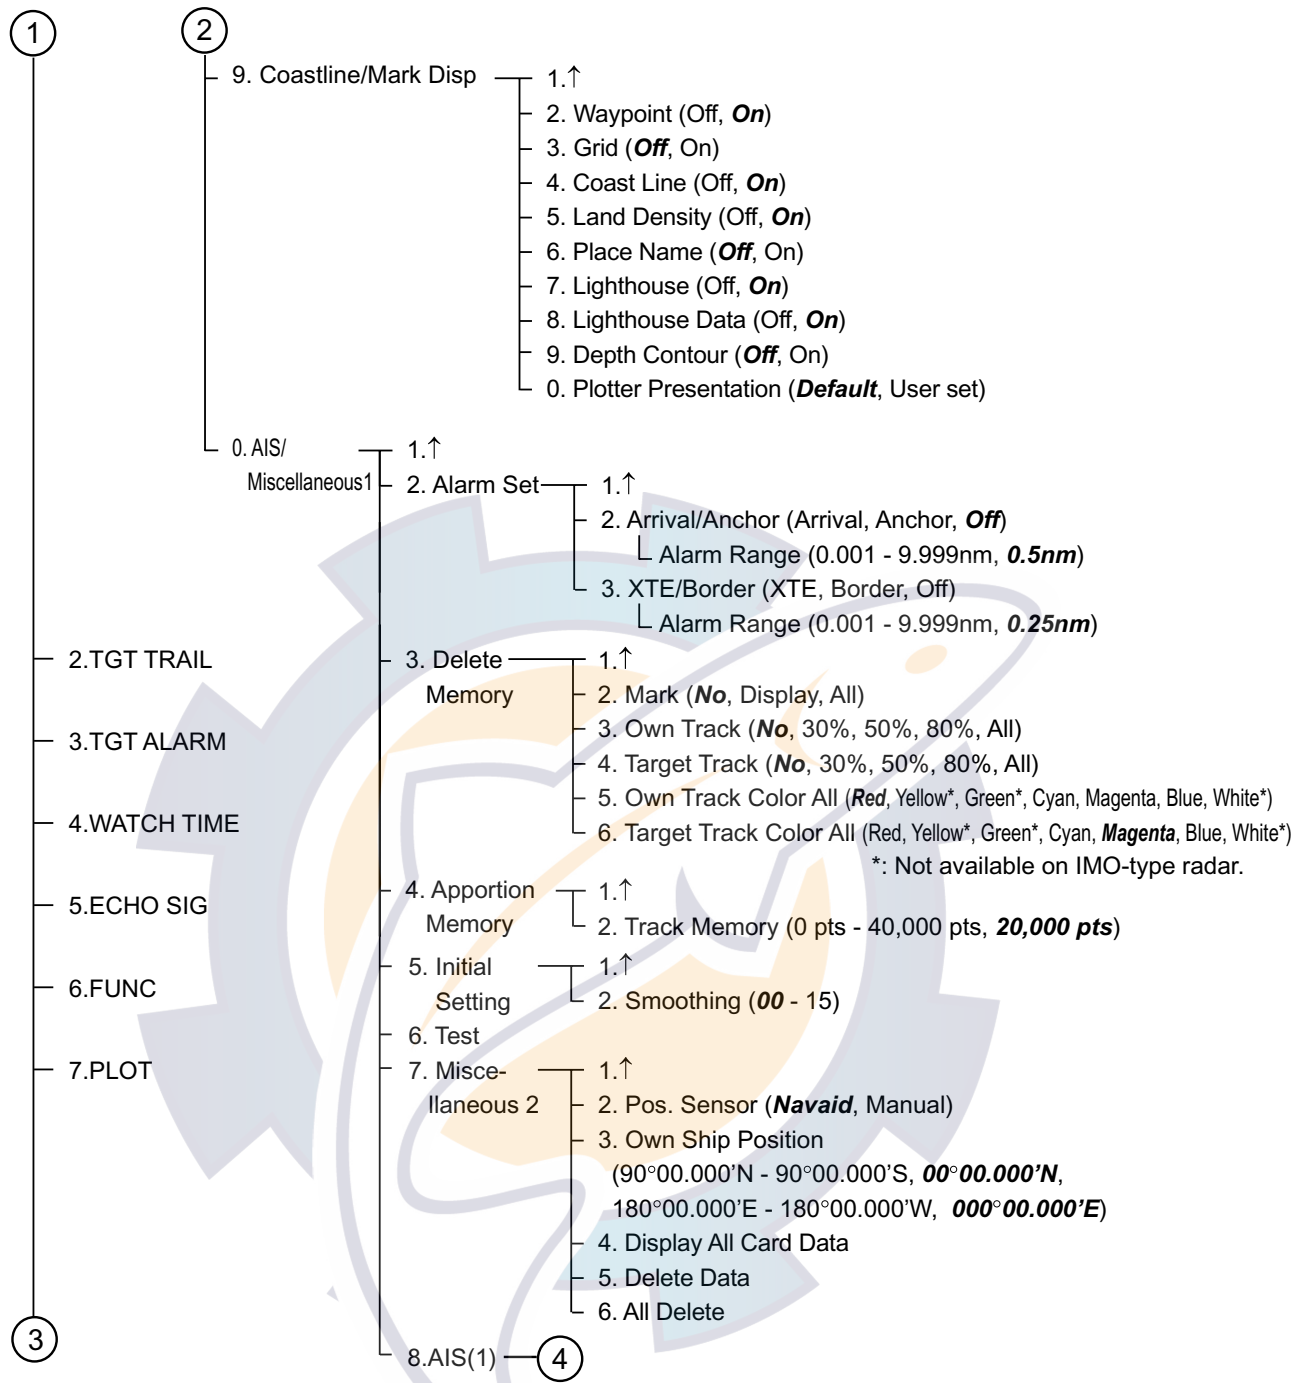 1
2
9. Coastline/Mark Disp
1.↑
2. Waypoint (Off, On)
3. Grid (Off, On)
4. Coast Line (Off, On)
5. Land Density (Off, On)
6. Place Name (Off, On)
7. Lighthouse (Off, On)
8. Lighthouse Data (Off, On)
9. Depth Contour (Off, On)
0. Plotter Presentation (Default, User set)
0. AIS/
Miscellaneous1
1.↑
2. Alarm Set
1.↑
2. Arrival/Anchor (Arrival, Anchor, Off)
Alarm Range (0.001 - 9.999nm, 0.5nm)
3. XTE/Border (XTE, Border, Off)
Alarm Range (0.001 - 9.999nm, 0.25nm)
2.TGT TRAIL
3.TGT ALARM
4.WATCH TIME
5.ECHO SIG
6.FUNC
7.PLOT
3. Delete
Memory
1.↑
2. Mark (No, Display, All)
3. Own Track (No, 30%, 50%, 80%, All)
4. Target Track (No, 30%, 50%, 80%, All)
5. Own Track Color All (Red, Yellow*, Green*, Cyan, Magenta, Blue, White*)
6. Target Track Color All (Red, Yellow*, Green*, Cyan, Magenta, Blue, White*)
*: Not available on IMO-type radar.
4. Apportion
Memory
1.↑
2. Track Memory (0 pts - 40,000 pts, 20,000 pts)
5. Initial
Setting
1.↑
2. Smoothing (00 - 15)
6. Test
7. Misce-
llaneous 2
1.↑
2. Pos. Sensor (Navaid, Manual)
3. Own Ship Position
(90°00.000’N - 90°00.000’S, 00°00.000’N,
180°00.000’E - 180°00.000’W, 000°00.000’E)
4. Display All Card Data
5. Delete Data
6. All Delete
8.AIS(1)
4
3